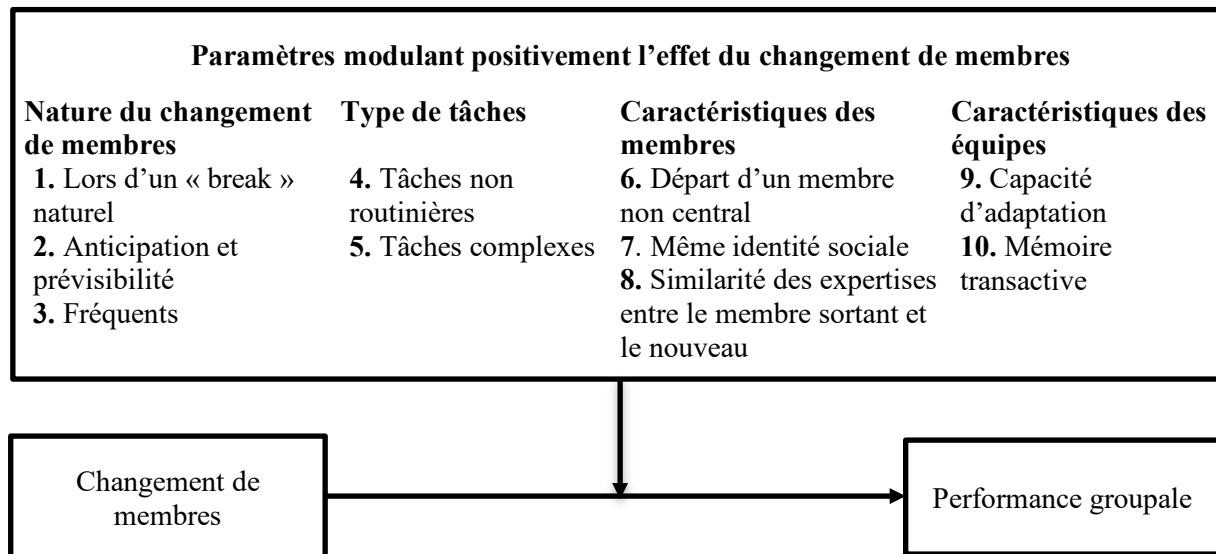 Paramètres modulant positivement l’effet du changement de membres
Nature du changement
de membres
1. Lors d’un « break »
naturel
2. Anticipation et
prévisibilité
3. Fréquents
Type de tâches
4. Tâches non
routinières
5. Tâches complexes
Caractéristiques des
membres
6. Départ d’un membre
non central
7. Même identité sociale
8. Similarité des expertises
entre le membre sortant et
le nouveau
Caractéristiques des
équipes
9. Capacité
d’adaptation
10. Mémoire
transactive
Changement de
membres
Performance groupale